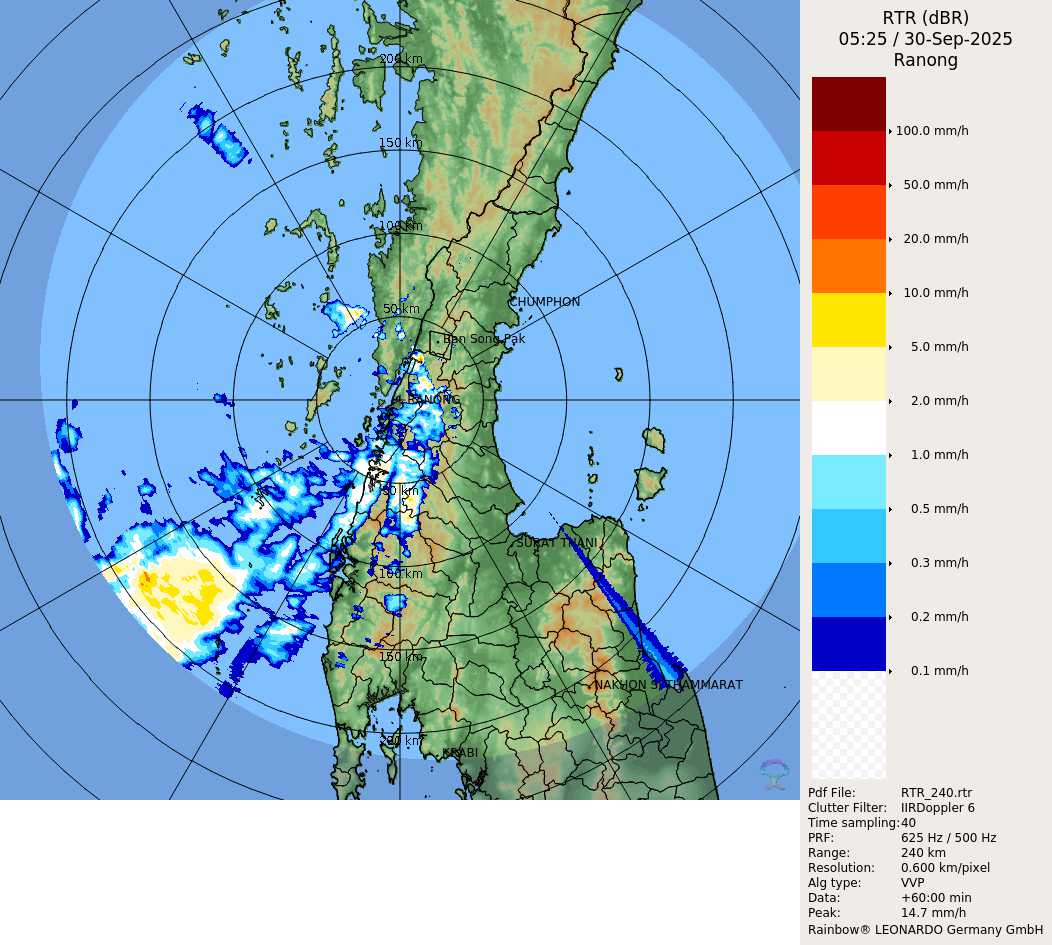 RTR (dBR)
05:25 / 30-Sep-2025
Ranong
200 km
150 km
100 km
50 km
CHUMPHON
Ban Song Pak
RANONG
50 km
SURAT THANI
100 km
150 km
NAKHON SITHAMMARAT
200 km
KRABI
100.0 mm/h
50.0 mm/h
20.0 mm/h
10.0 mm/h
5.0 mm/h
2.0 mm/h
1.0 mm/h
0.5 mm/h
0.3 mm/h
0.2 mm/h
0.1 mm/h
Pdf File: RTR_240.rtr
Clutter Filter: IIRDoppler 6
Time sampling:40
PRF: 625 Hz / 500 Hz
Range: 240 km
Resolution: 0.600 km/pixel
Alg type: VVP
Data: +60:00 min
Peak: 14.7 mm/h
Rainbow® LEONARDO Germany GmbH